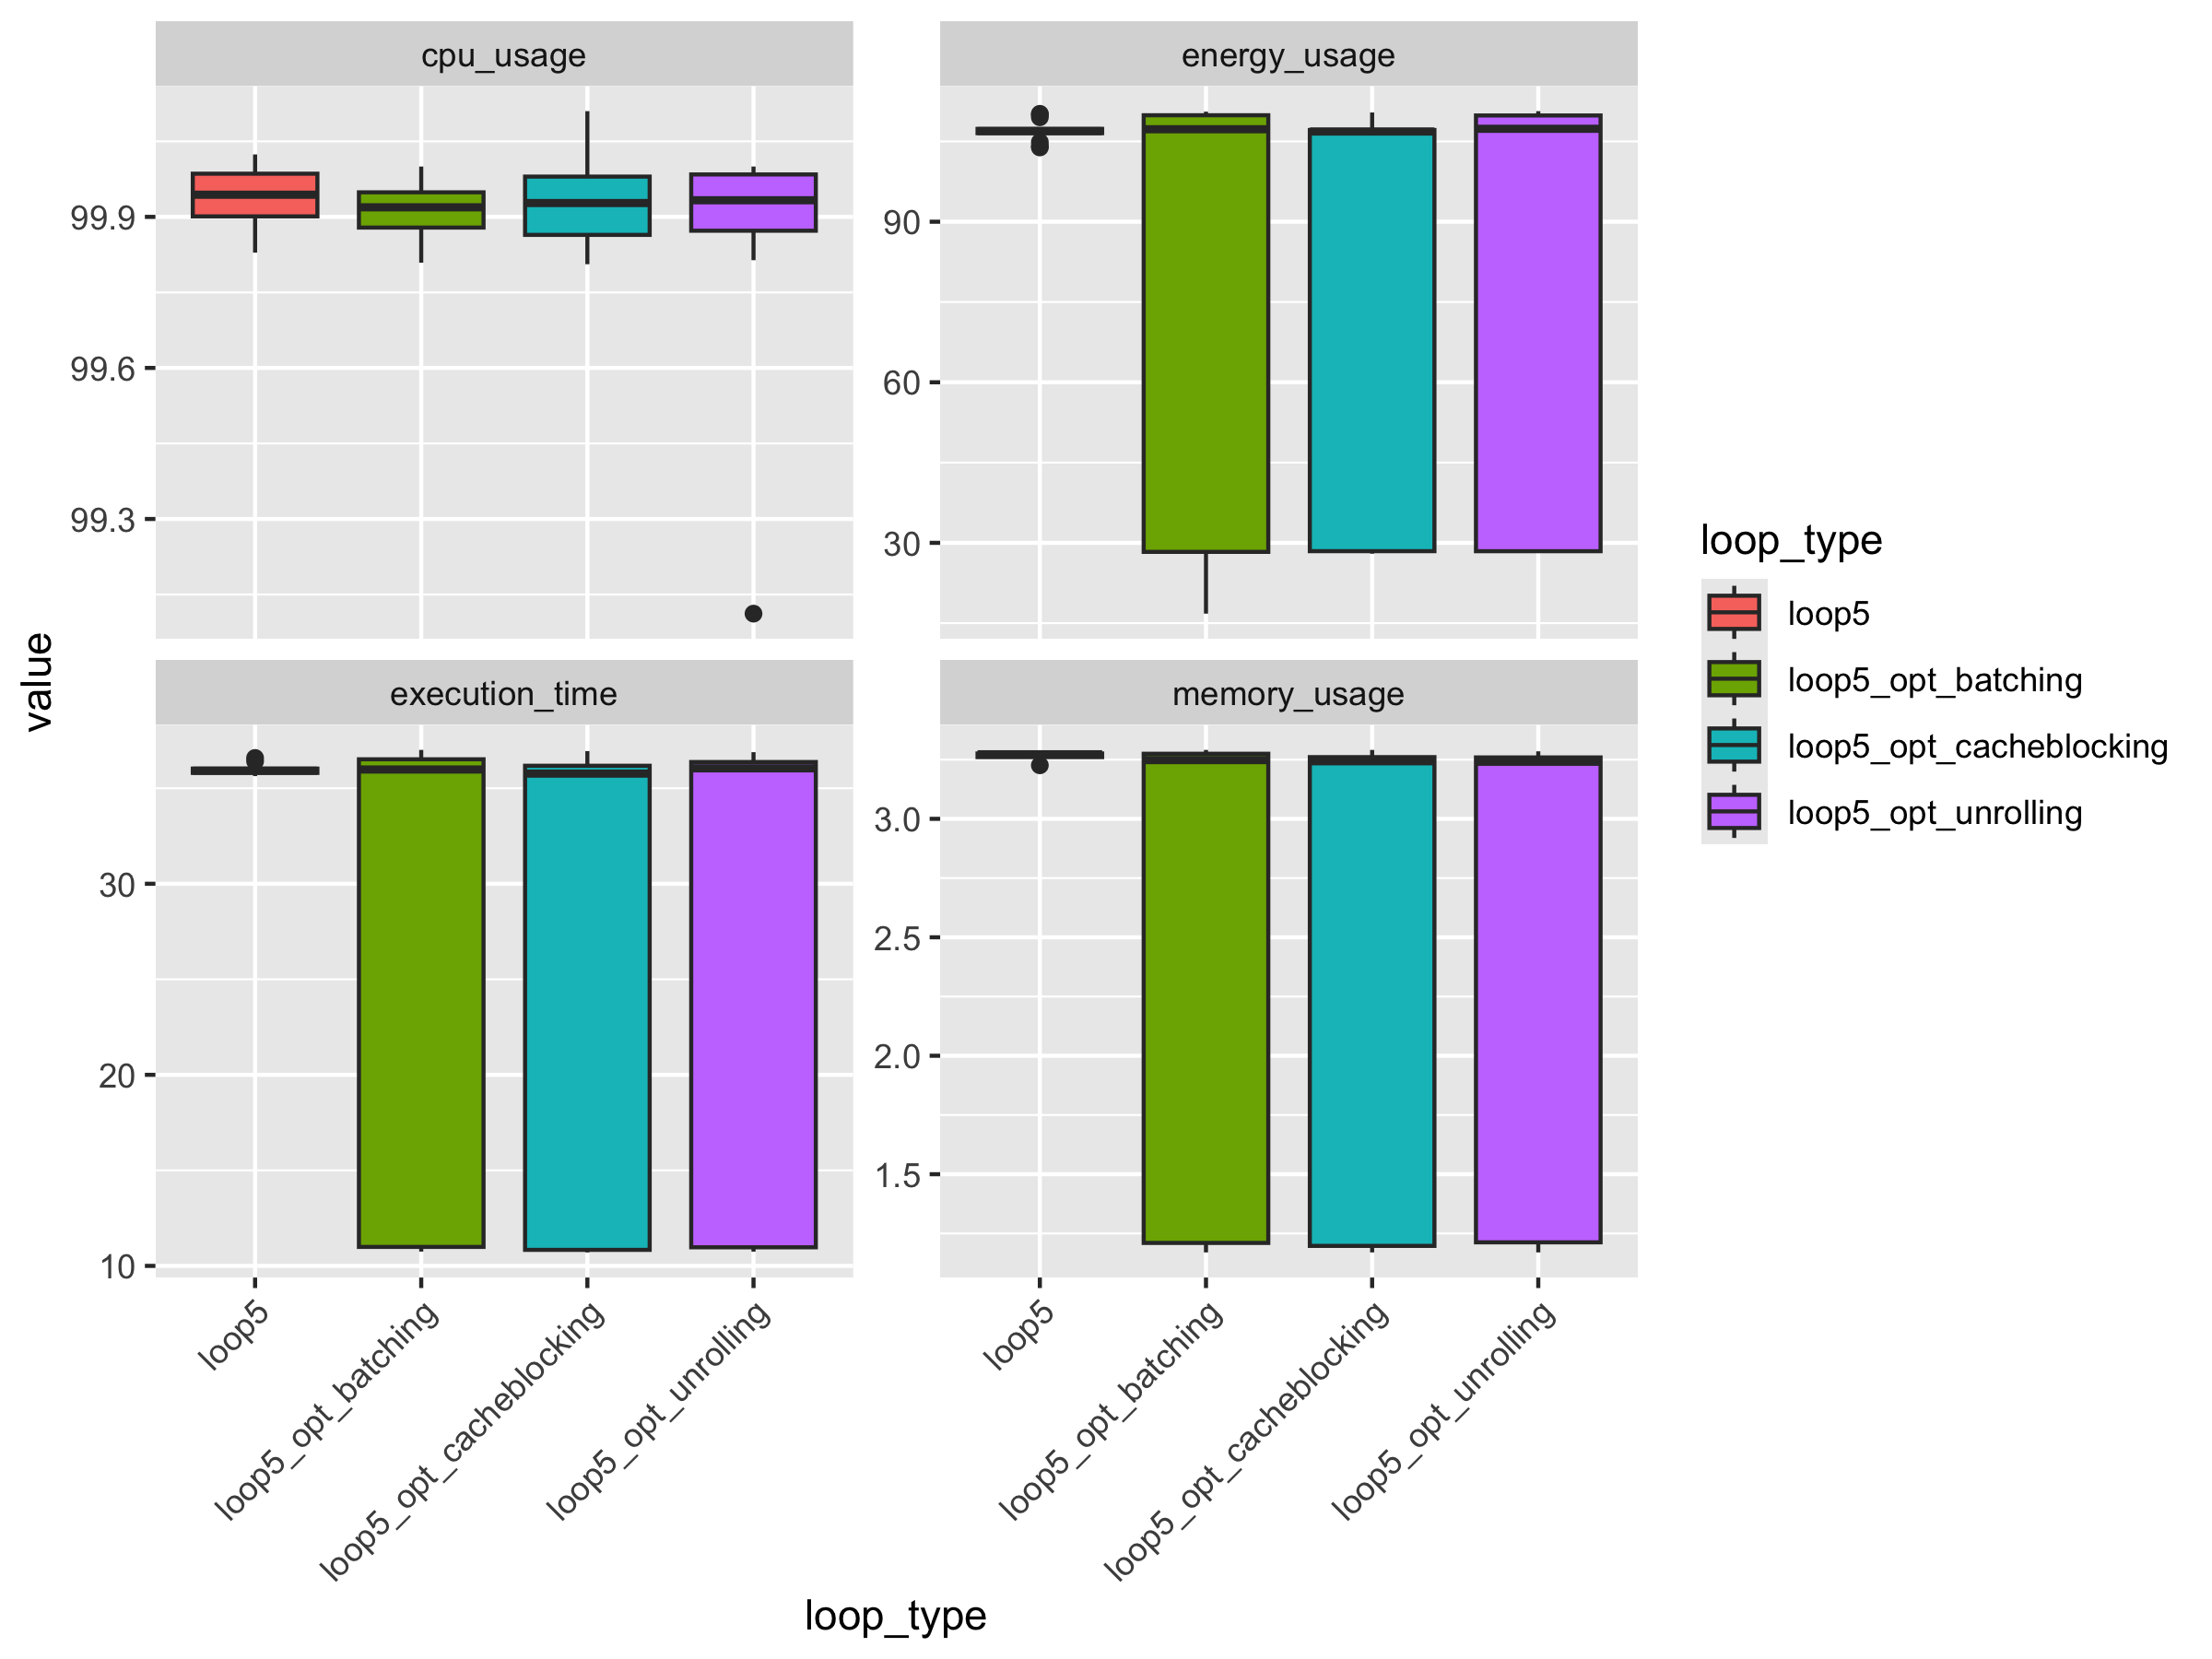 cpu_usage
energy_usage
99.9
99.6
99.3
90
60
30
value
execution_time
memory_usage
30
20
10
3.0
2.5
2.0
1.5
loop5
loop5_opt_batching
loop5_opt_cacheblocking
loop5_opt_unrolling
loop5
loop5_opt_batching
loop5_opt_cacheblocking
loop5_opt_unrolling
loop_type
loop_type
loop5
loop5_opt_batching
loop5_opt_cacheblocking
loop5_opt_unrolling